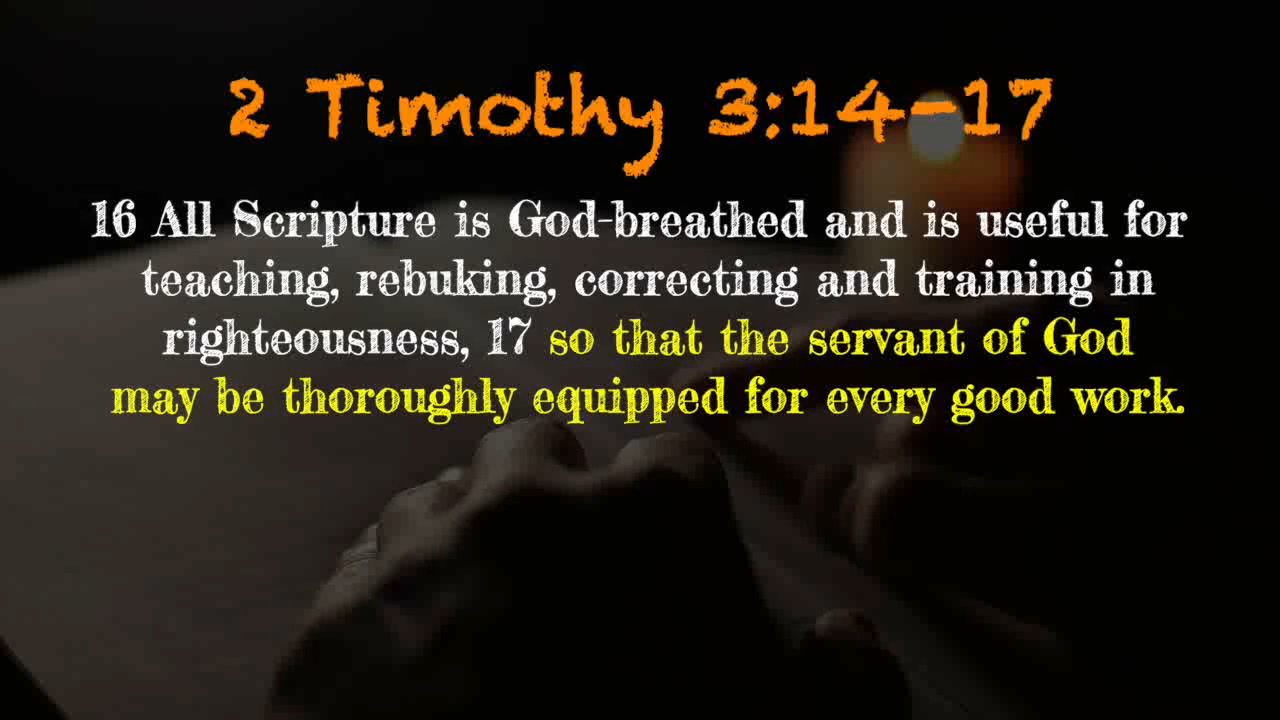 2 Timothy 3:14-17
16 All Scripture is God-breathed and is useful for
teaching, rebuking, correcting and training in
righteousness, 17 so that the servant of God
may be thoroughly equipped for every good work.